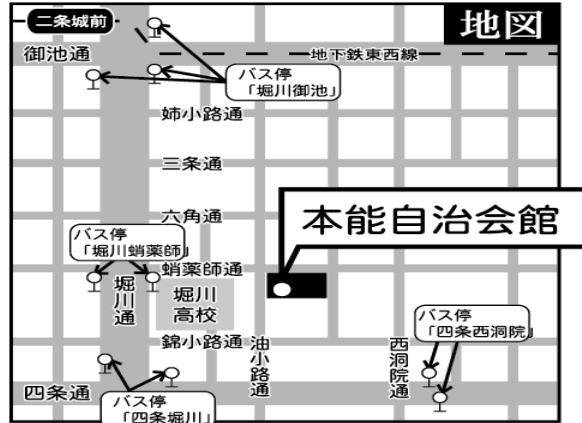 二条城前
地図
御池通
地下鉄東西線
バス停
「堀川御池」
姉小路通
三条通
六角通
本能自治会館
バス停
「堀川蛸薬師」
蛸薬師通
堀川通
堀川
高校
バス停
「四条西洞院」
錦小路通
油小路通
西洞院通
四条通
バス停
「四条堀川」